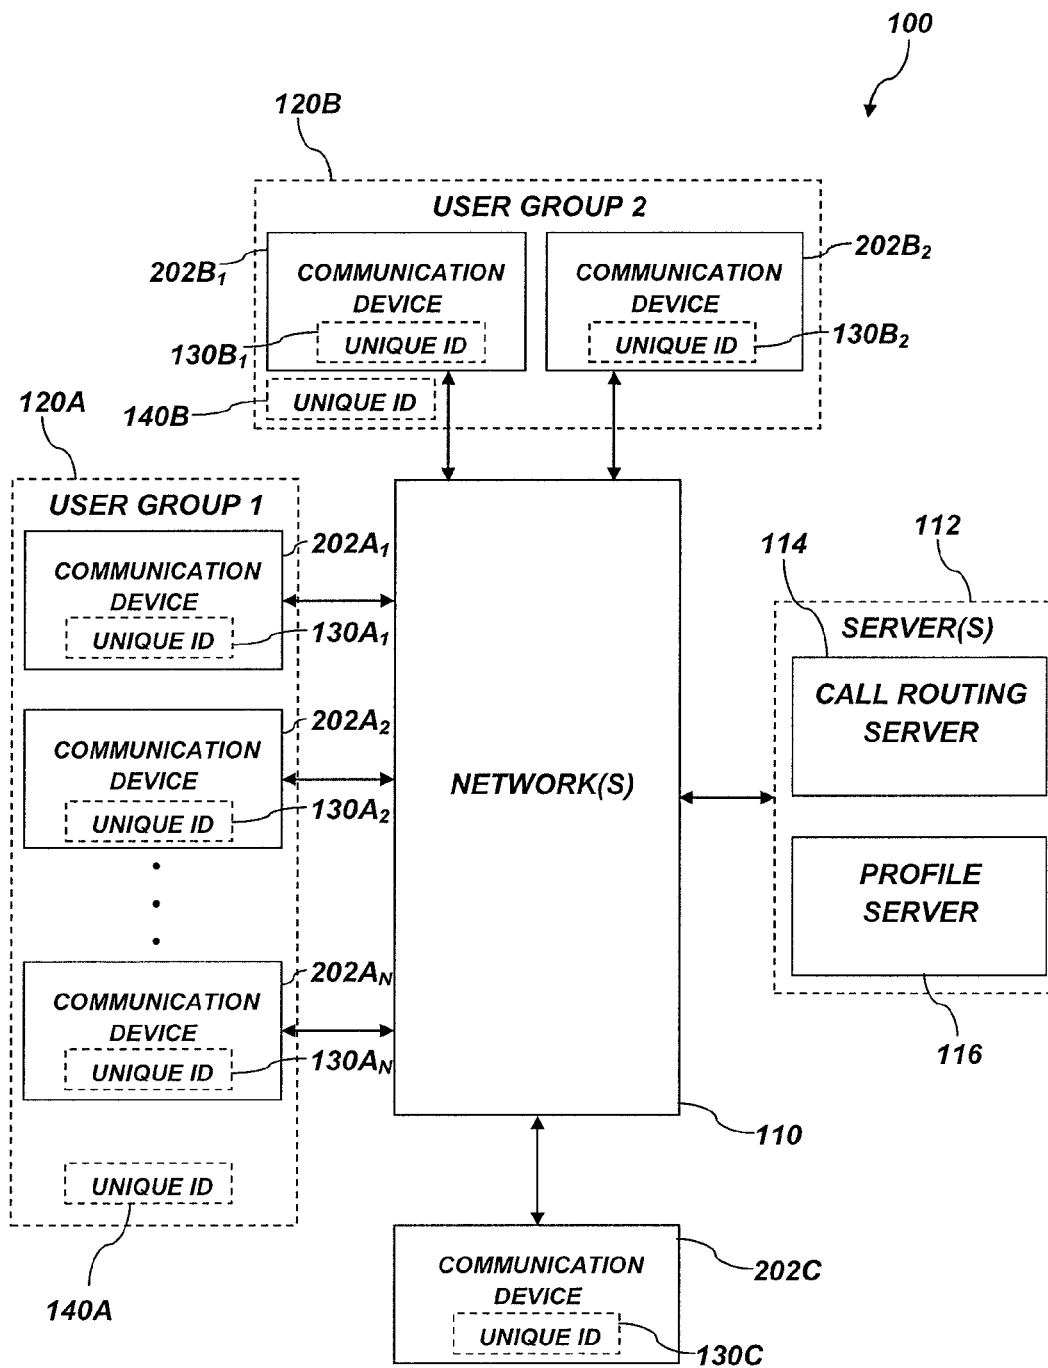 100
120B
USER GROUP 2
202B₁
COMMUNICATION
DEVICE
130B₁
UNIQUE ID
202B₂
COMMUNICATION
DEVICE
UNIQUE ID
130B₂
140B
UNIQUE ID
120A
USER GROUP 1
202A₁
COMMUNICATION
DEVICE
UNIQUE ID
130A₁
202A₂
COMMUNICATION
DEVICE
UNIQUE ID
130A₂
202Aₙ
COMMUNICATION
DEVICE
UNIQUE ID
130Aₙ
UNIQUE ID
140A
NETWORK(S)
110
114
112
SERVER(S)
CALL ROUTING
SERVER
PROFILE
SERVER
116
COMMUNICATION
DEVICE
UNIQUE ID
202C
130C